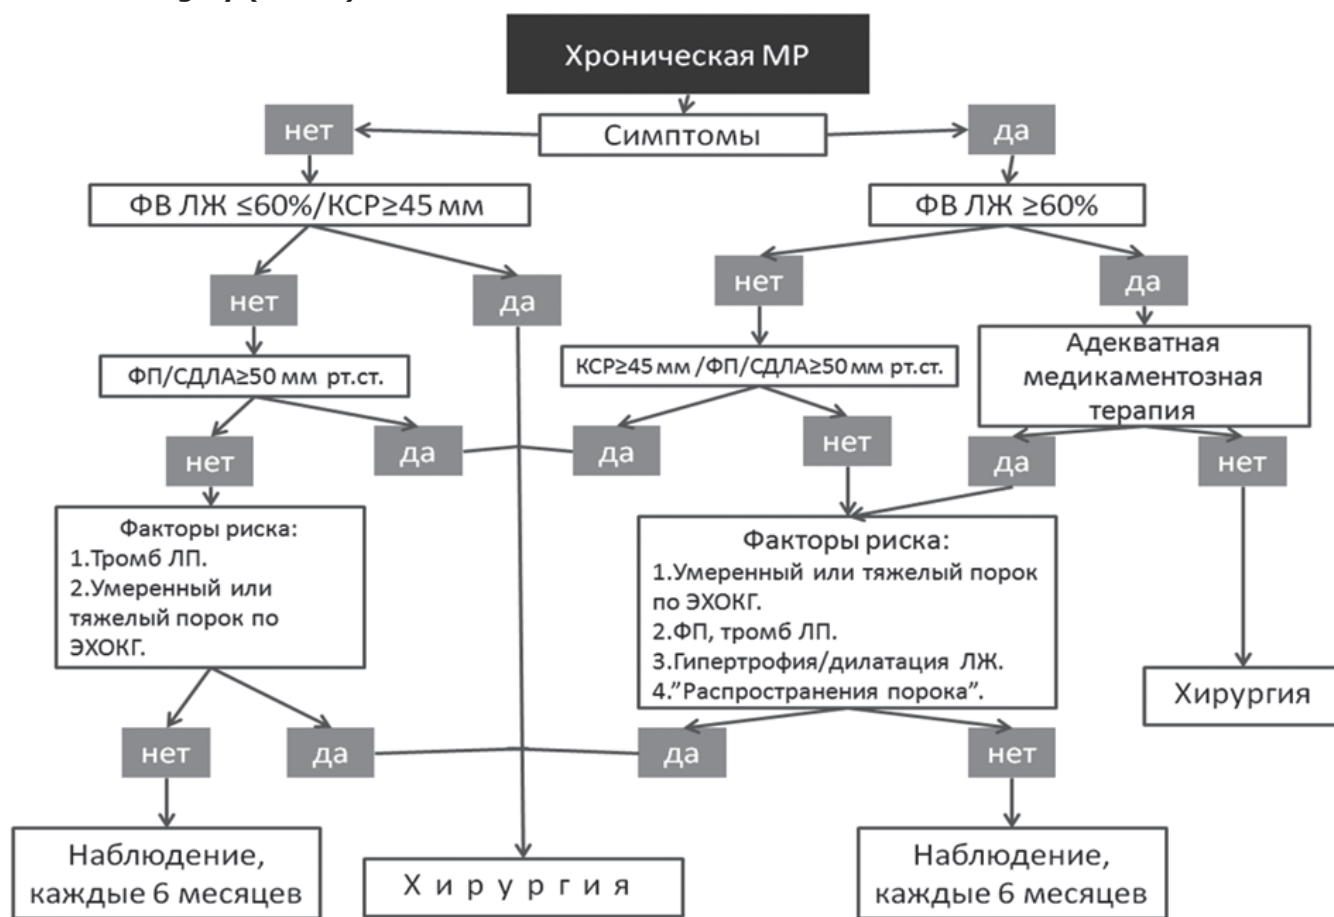 Хроническая МР
нет
Симптомы
да
ФВ ЛЖ ≤60%/КСР≥45 мм
ФВ ЛЖ ≥60%
нет
да
нет
да
ФП/СДЛА≥50 мм рт.ст.
КСР≥45 мм /ФП/СДЛА≥50 мм рт.ст.
Адекватная
медикаментозная
терапия
нет
да
да
нет
да
нет
Факторы риска:
1.Тромб ЛП.
2.Умеренный или
тяжелый порок по
ЭХОКГ.
Факторы риска:
1.Умеренный или тяжелый порок
по ЭХОКГ.
2.ФП, тромб ЛП.
3.Гипертрофия/дилатация ЛЖ.
4.”Распространения порока”.
Хирургия
нет
да
да
нет
Наблюдение,
каждые 6 месяцев
Х и р у р г и я
Наблюдение,
каждые 6 месяцев